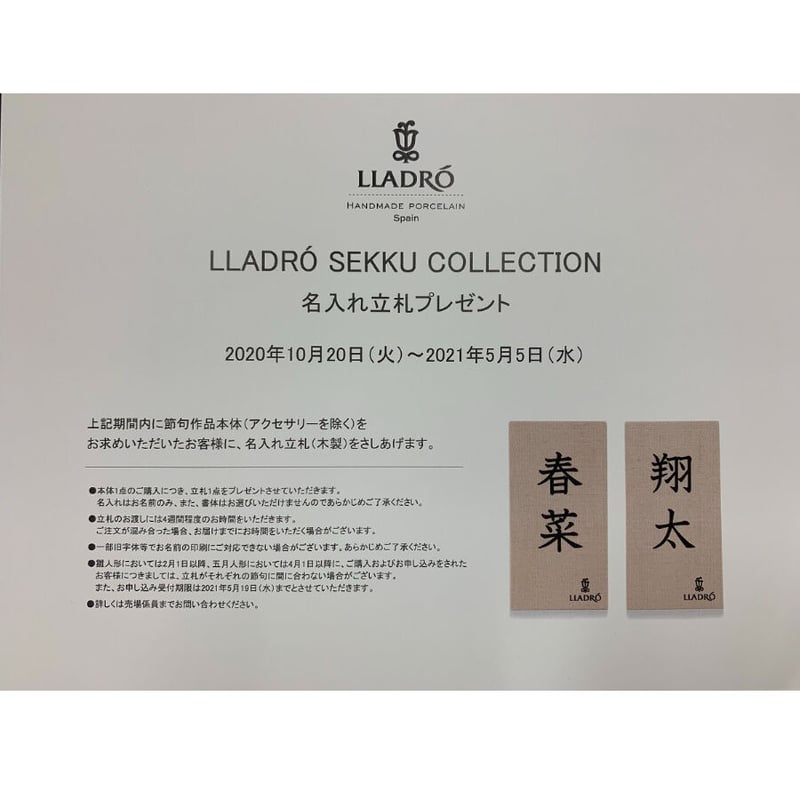 LLADRÓ
HANDMADE PORCELAIN
Spain
LLADRÓ SEKKU COLLECTION
名入れ立札プレゼント
2020年10月20日（火）～2021年5月5日（水）
上記期間内に節句作品本体（アクセサリーを除く）を
お求めいただいたお客様に、名入れ立札（木製）をさしあげます。
●本体1点のご購入につき、立札1点をプレゼントさせていただきます。
名入れはお名前のみ、また、書体はお選びいただけませんのであらかじめご了承ください。
●立札のお渡しには4週間程度のお時間をいただきます。
ご注文が混み合った場合、お届けまでにお時間をいただく場合がございます。
●一部旧字体等でお名前の印刷にご対応できない場合がございます。あらかじめご了承ください。
●雛人形においては2月1日以降、五月人形においては4月1日以降に、ご購入およびお申し込みをされた
お客様につきましては、立札がそれぞれの節句に間に合わない場合がございます。
また、お申し込み受付期限は2021年5月19日（水）までとさせていただきます。
●詳しくは売場係員までお問い合わせください。
春菜
LLADRÓ
翔太
LLADRÓ